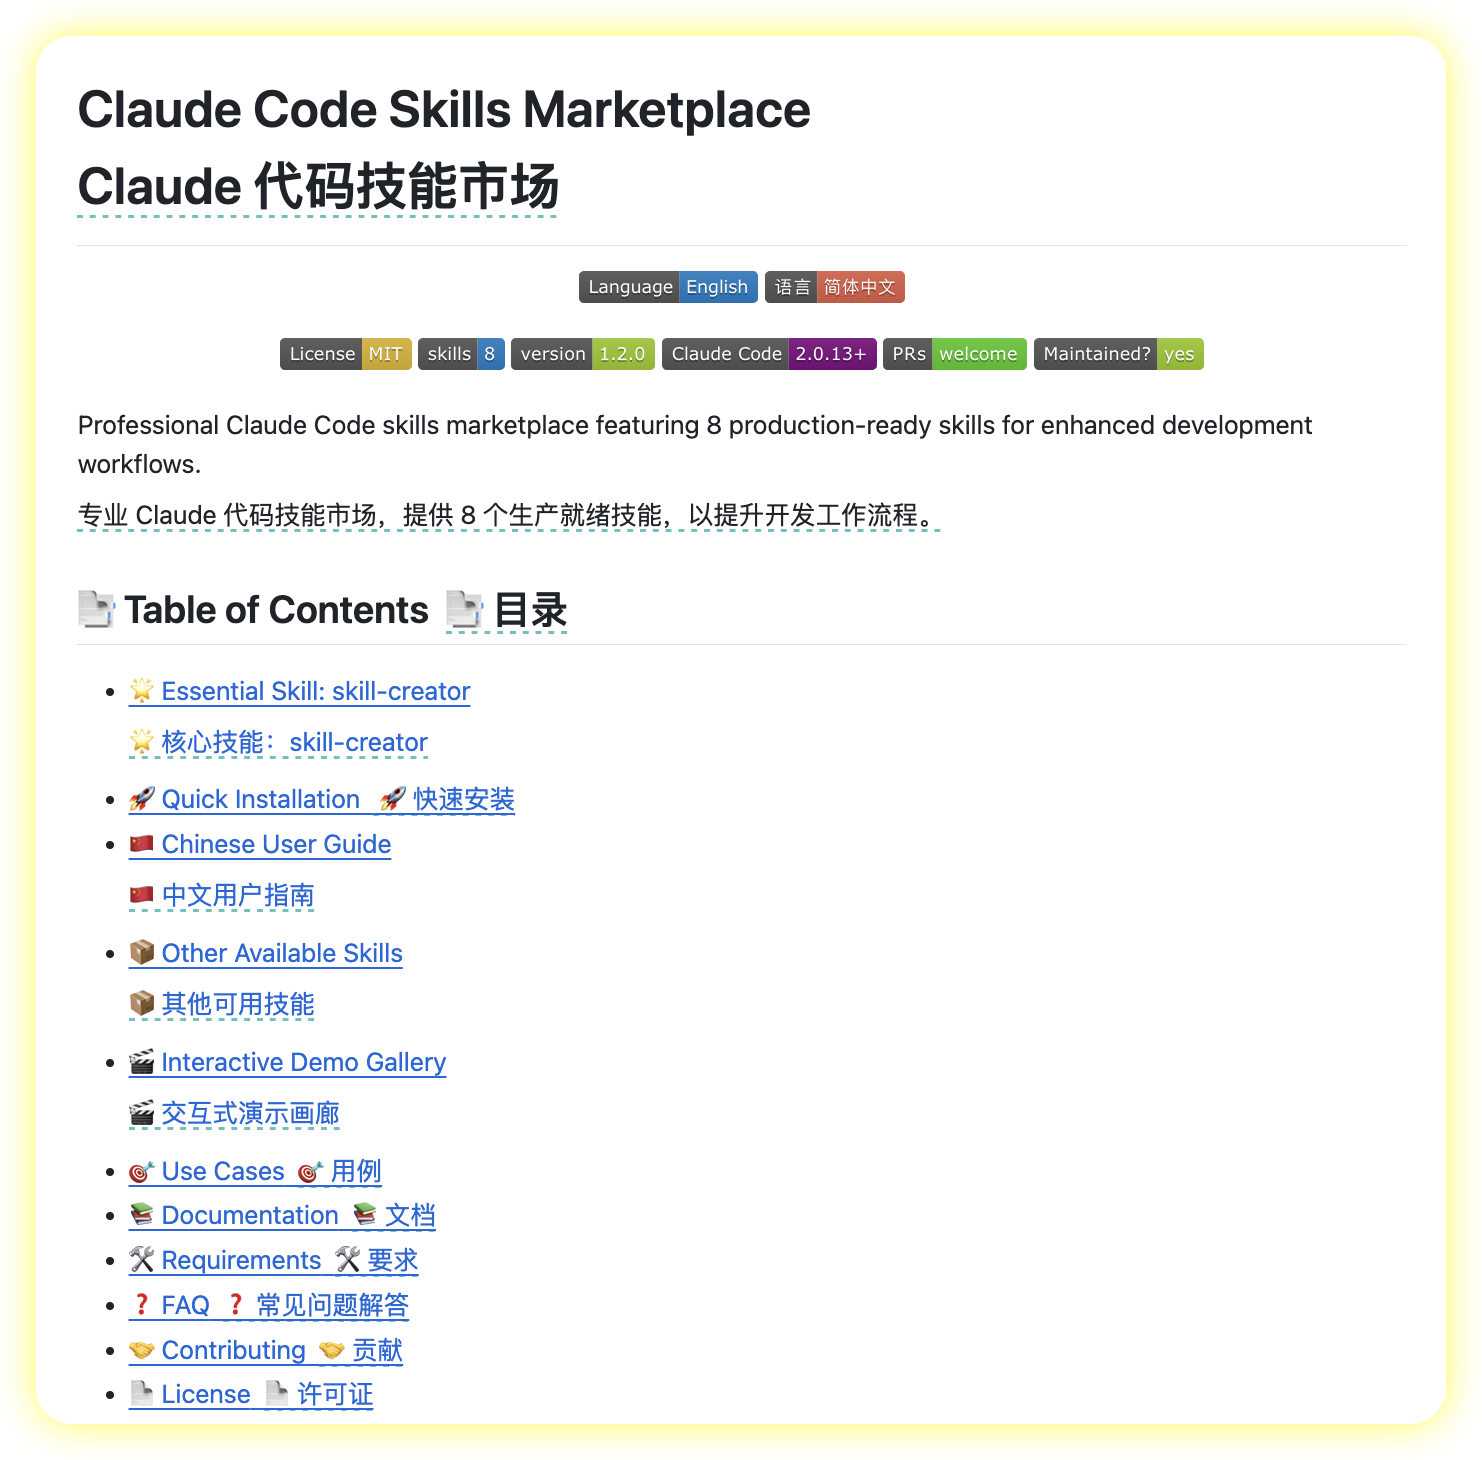 Claude Code Skills Marketplace
Claude 代码技能市场
Language English 语言 简体中文
License MIT skills 8 version 1.2.0 Claude Code 2.0.13+ PRs welcome Maintained? yes
Professional Claude Code skills marketplace featuring 8 production-ready skills for enhanced development
workflows.
专业 Claude 代码技能市场，提供 8 个生产就绪技能，以提升开发工作流程。
📑 Table of Contents 📑 目录
• 🌟 Essential Skill: skill-creator
🌟 核心技能：skill-creator
• 🚀 Quick Installation 🚀 快速安装
• 🇨🇳 Chinese User Guide
🇨🇳 中文用户指南
• 📦 Other Available Skills
📦 其他可用技能
• 🎬 Interactive Demo Gallery
🎬 交互式演示画廊
• 🎯 Use Cases 🎯 用例
• 📚 Documentation 📚 文档
• 🛠️ Requirements 🛠️ 要求
• ❓ FAQ ❓ 常见问题解答
• 🤝 Contributing 🤝 贡献
• 📄 License 📄 许可证